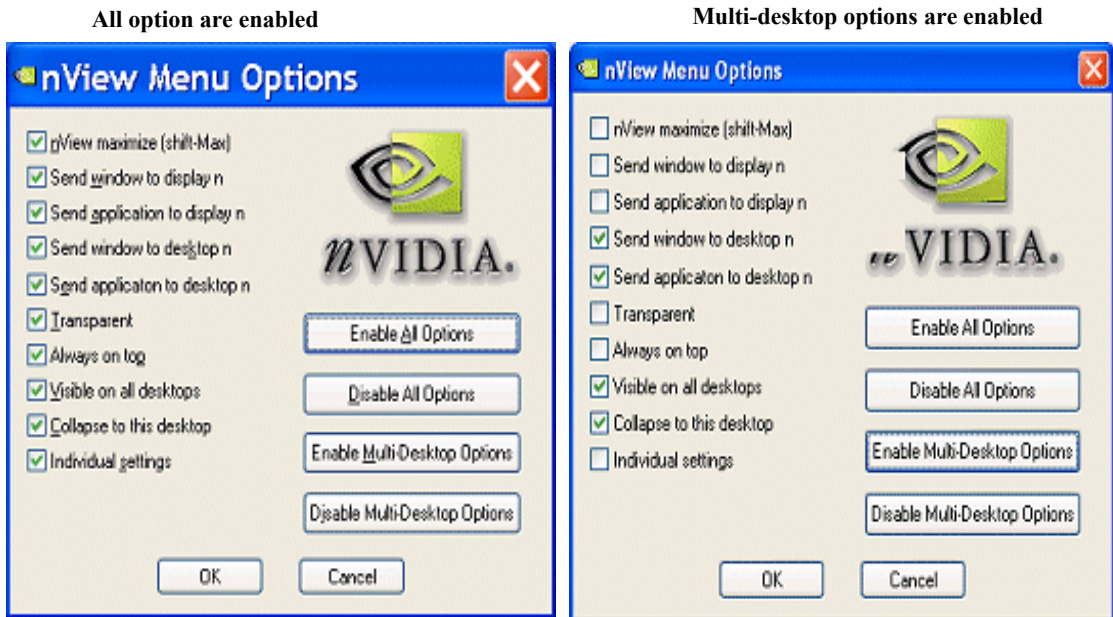 All option are enabled
nView Menu Options
nView maximize (shift-Max)
Send window to display n
Send application to display n
Send window to desktop n
Send applicaton to desktop n
Transparent
Always on top
Visible on all desktops
Collapse to this desktop
Individual settings
nVIDIA.
Enable All Options
Disable All Options
Enable Multi-Desktop Options
Disable Multi-Desktop Options
OK
Cancel
Multi-desktop options are enabled
nView Menu Options
nView maximize (shift-Max)
Send window to display n
Send application to display n
Send window to desktop n
Send applicaton to desktop n
Transparent
Always on top
Visible on all desktops
Collapse to this desktop
Individual settings
nVIDIA.
Enable All Options
Disable All Options
Enable Multi-Desktop Options
Disable Multi-Desktop Options
OK
Cancel